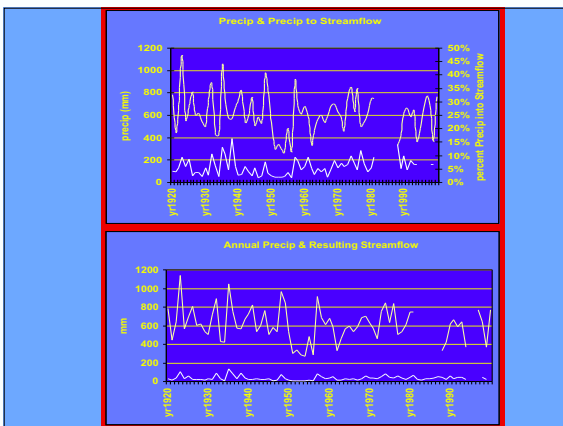 Precip & Precip to Streamflow
1200
1000
800
600
400
200
0
precip (mm)
50%
45%
40%
35%
30%
25%
20%
15%
10%
5%
0%
percent Precip into Streamflow
yr1920
yr1930
yr1940
yr1950
yr1960
yr1970
yr1980
yr1990
Annual Precip & Resulting Streamflow
1200
1000
800
600
400
200
0
mm
yr1920
yr1930
yr1940
yr1950
yr1960
yr1970
yr1980
yr1990